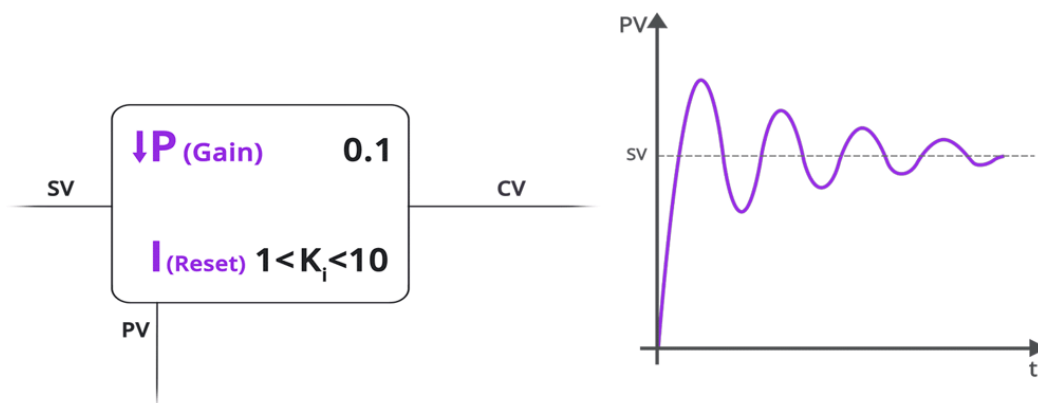 ↓P (Gain) 0.1
SV
CV
I (Reset) 1<Ki<10
PV
PV
SV
t